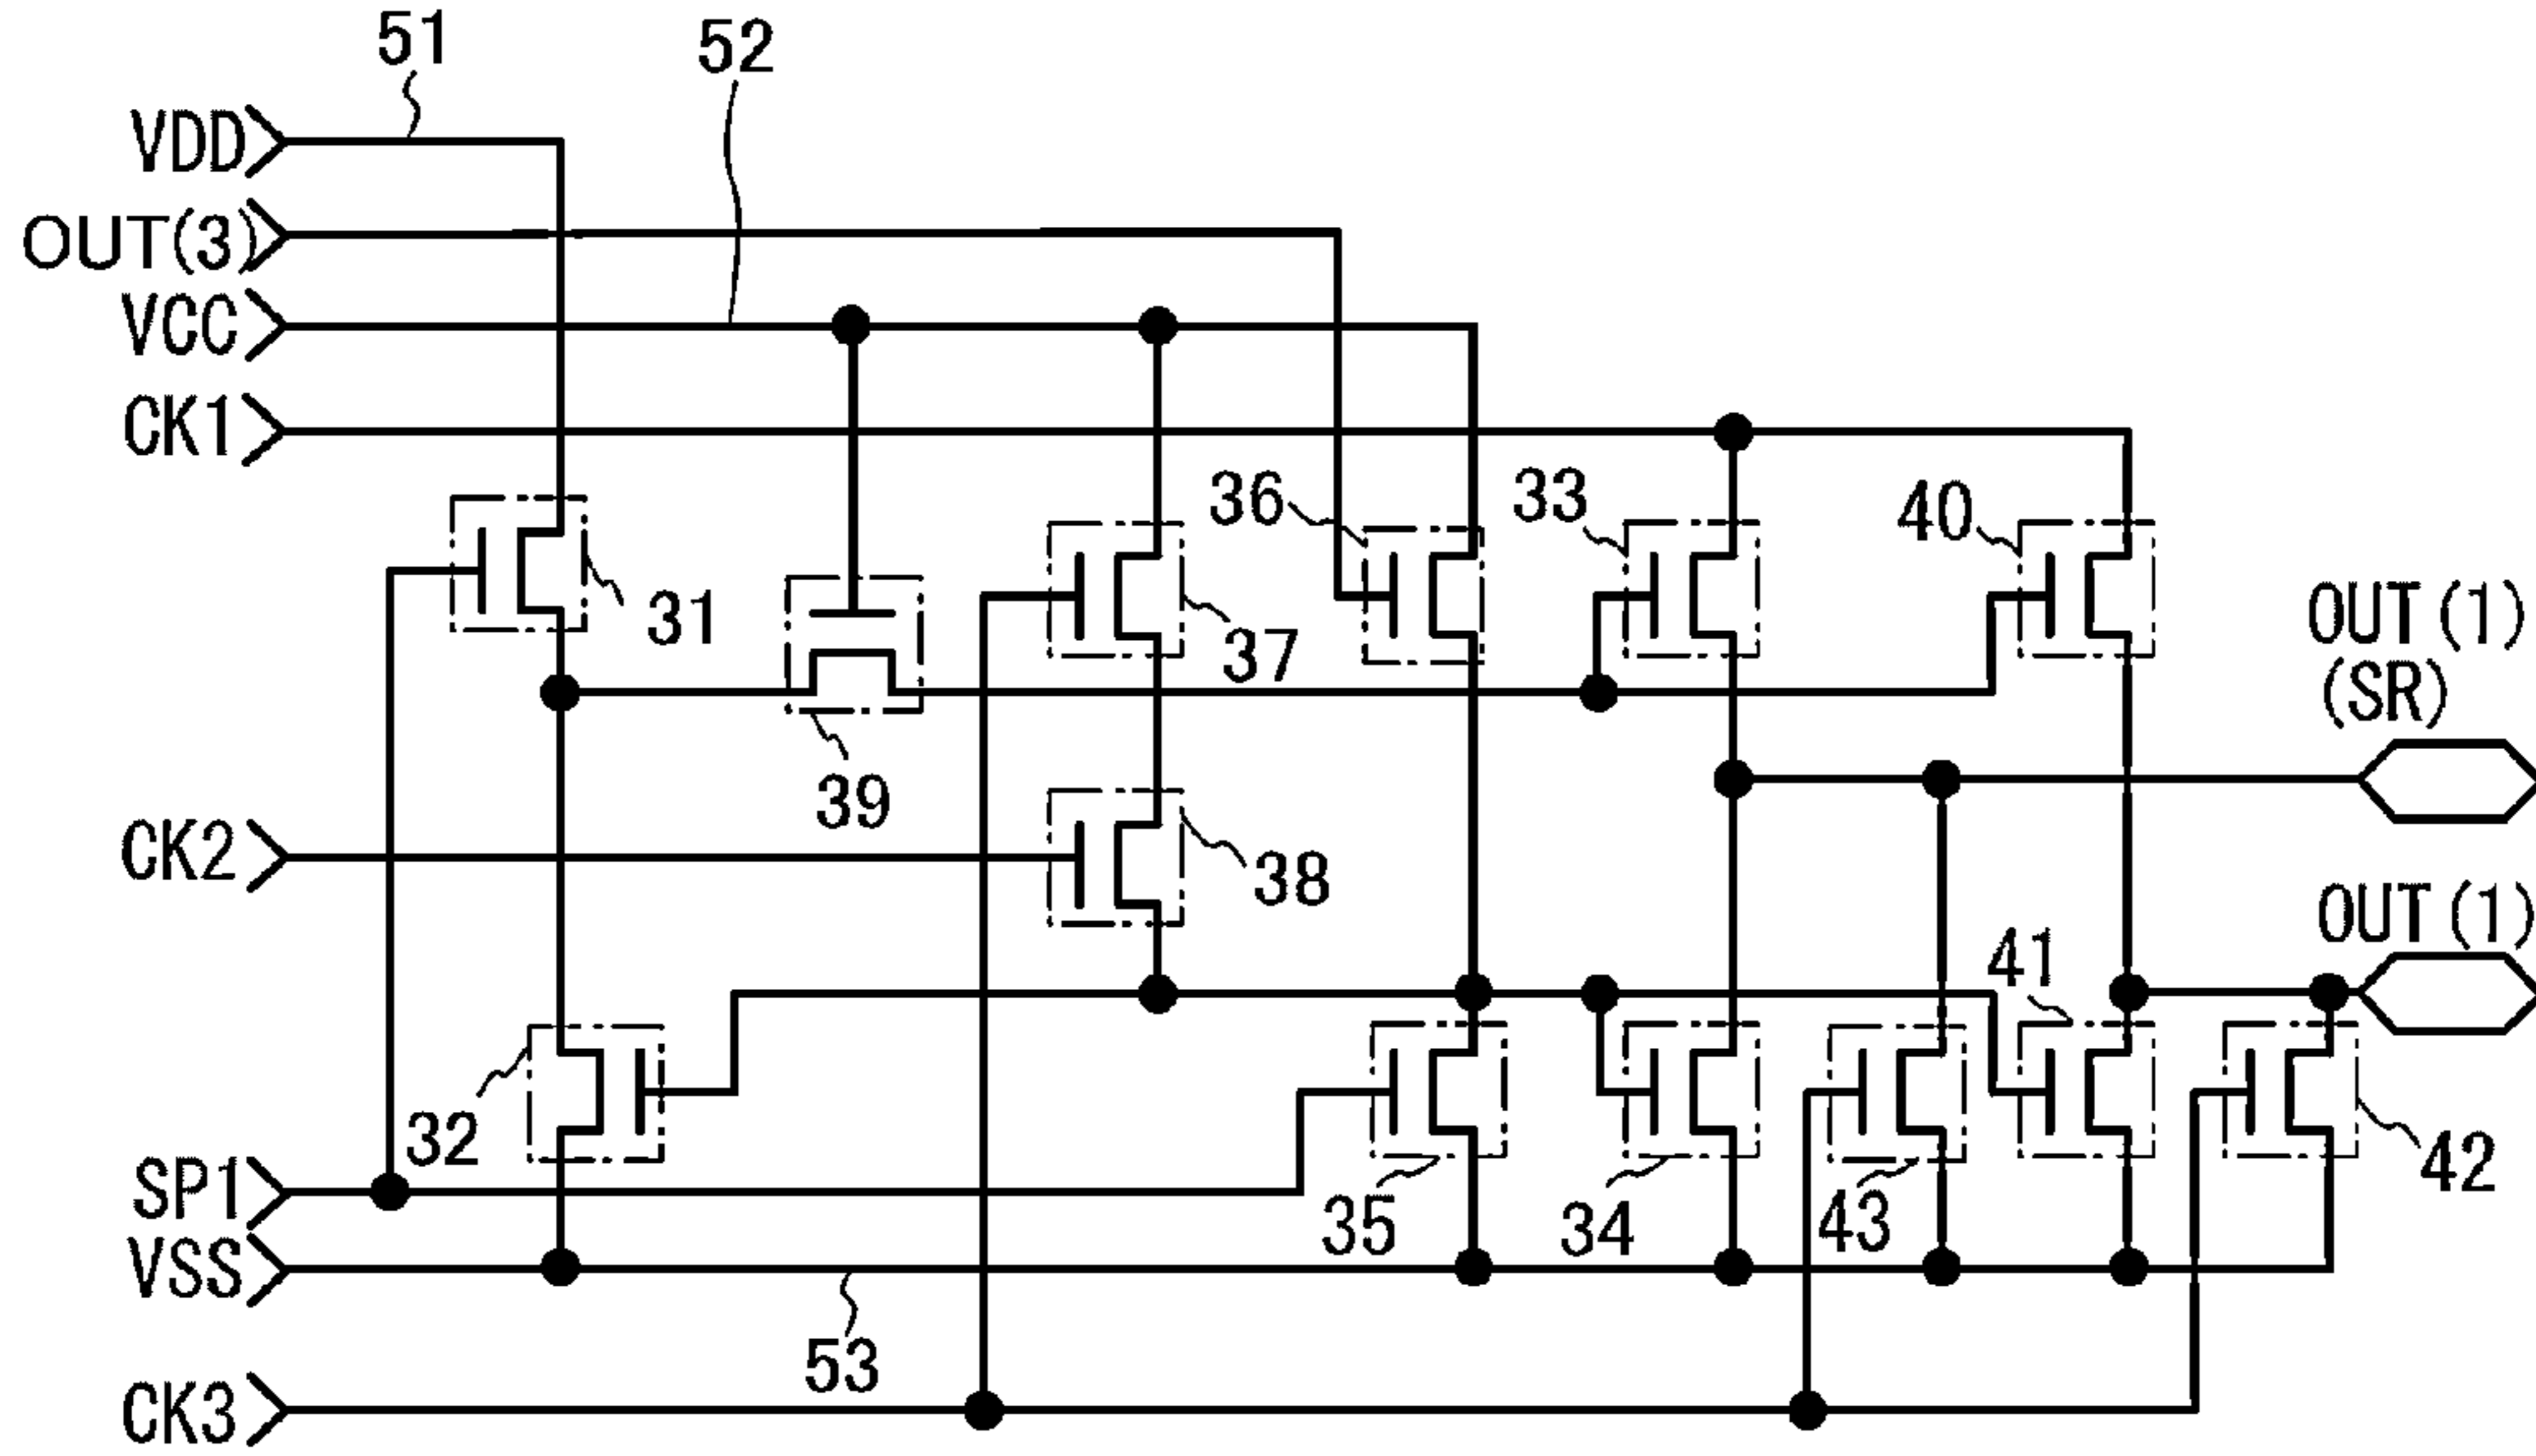 51
52
VDD
OUT(3)
VCC
CK1
36
33
40
31
37
OUT(1)
(SR)
39
CK2
38
OUT(1)
41
32
SP1
35
34
43
42
VSS
53
CK3